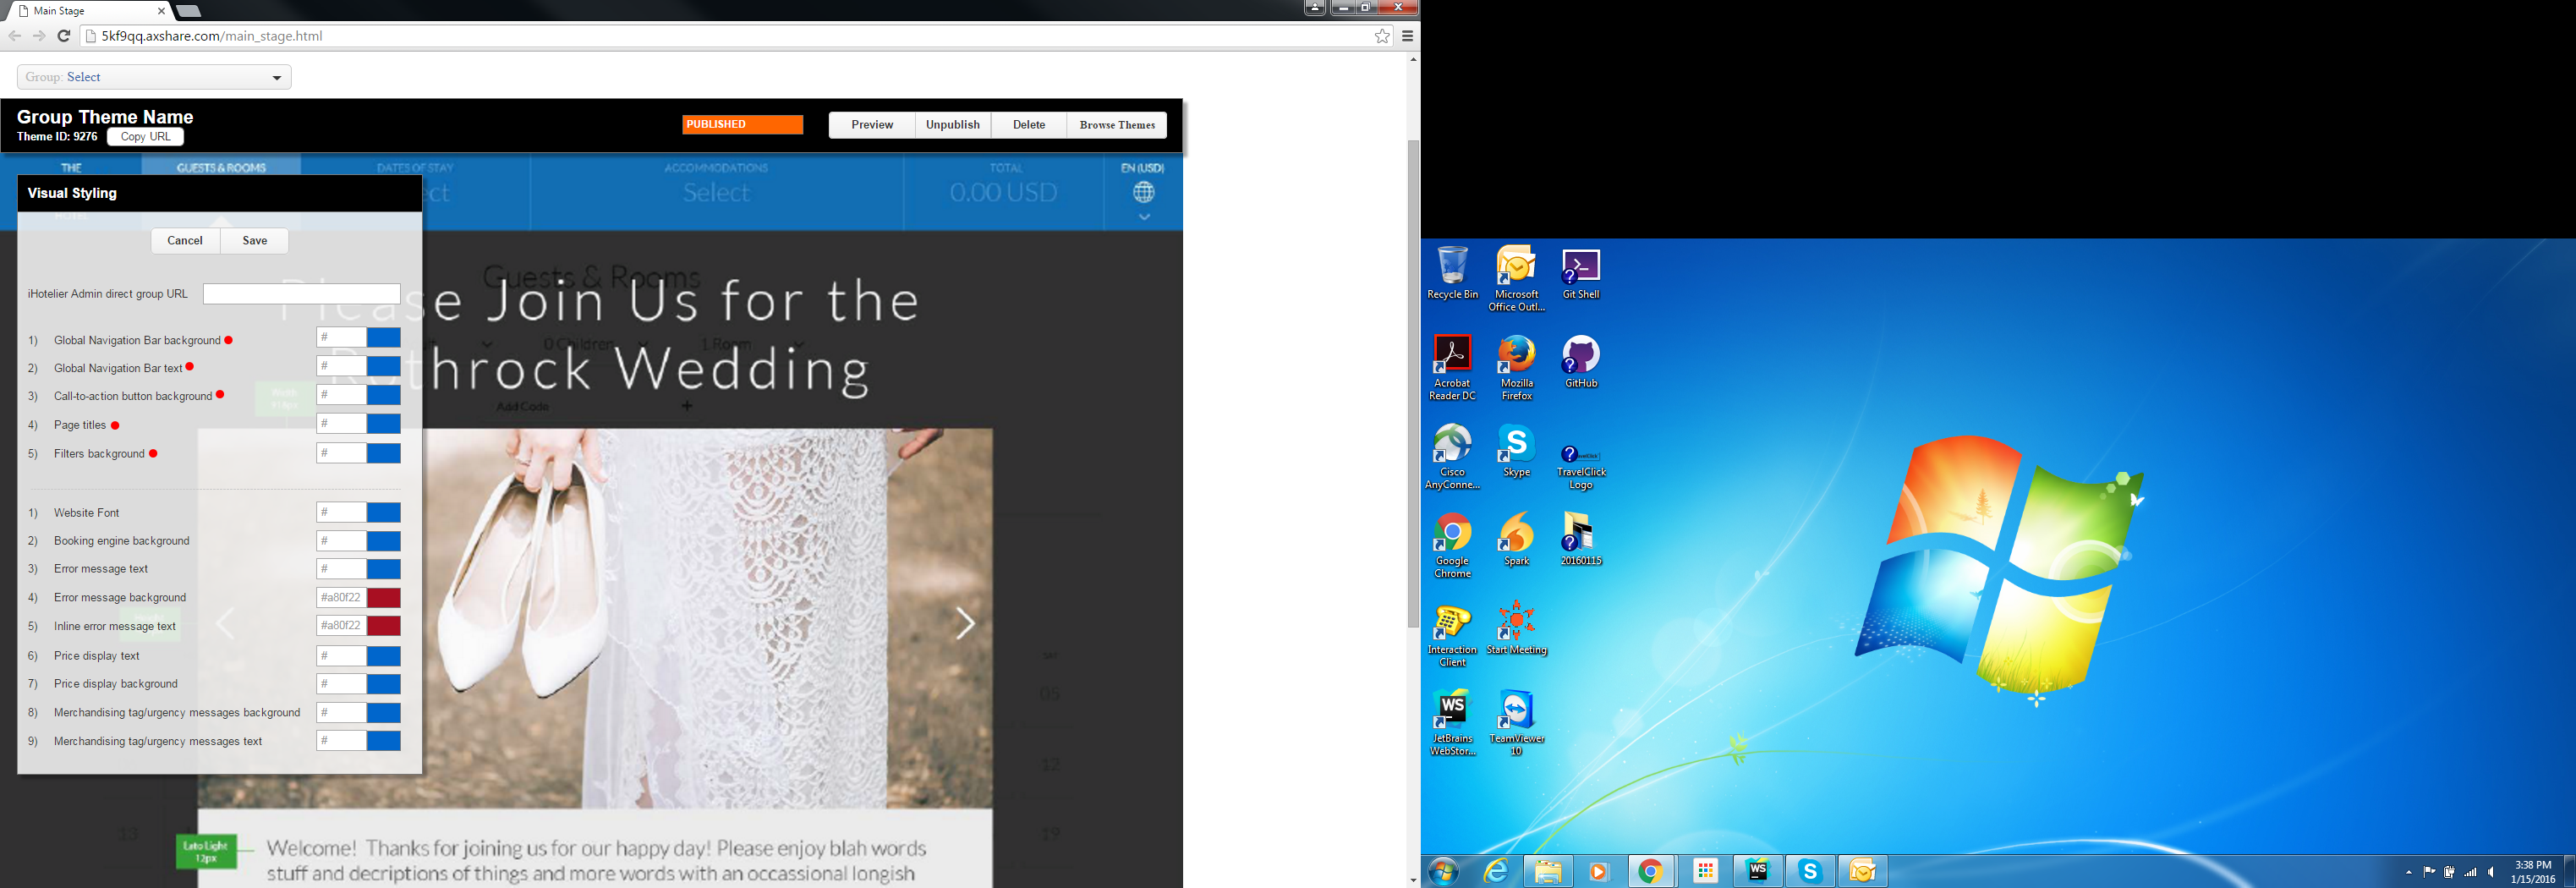 Main Stage
5kf9qq.axshare.com/main_stage.html
Group: Select
Group Theme Name
Theme ID: 9276
Copy URL
PUBLISHED
Preview
Unpublish
Delete
Browse Themes
THE
GUESTS & ROOMS
DATES OF STAY
ACCOMMODATIONS
Select
TOTAL
0.00 USD
EN (USD)
Visual Styling
Cancel
Save
iHotelier Admin direct group URL
1) Global Navigation Bar background #
2) Global Navigation Bar text #
3) Call-to-action button background #
4) Page titles #
5) Filters background #
1) Website Font #
2) Booking engine background #
3) Error message text #
4) Error message background #a80f22
5) Inline error message text #a80f22
6) Price display text #
7) Price display background #
8) Merchandising tag/urgency messages background #
9) Merchandising tag/urgency messages text #
Guests & Rooms
Please Join Us for the
Rothrock Wedding
0 Children
1 Room
Add Code
SAT
05
12
13
19
Lato Light
12px
Welcome! Thanks for joining us for our happy day! Please enjoy blah words
stuff and decriptions of things and more words with an occassional longish
Recycle Bin
Microsoft
Office Outl...
Git Shell
Acrobat
Reader DC
Mozilla
Firefox
GitHub
Cisco
AnyConne...
Skype
TravelClick
Logo
Google
Chrome
Spark
20160115
Interaction
Client
Start Meeting
WS
JetBrains
WebStor...
TeamViewer
10
WS
3:38 PM
1/15/2016